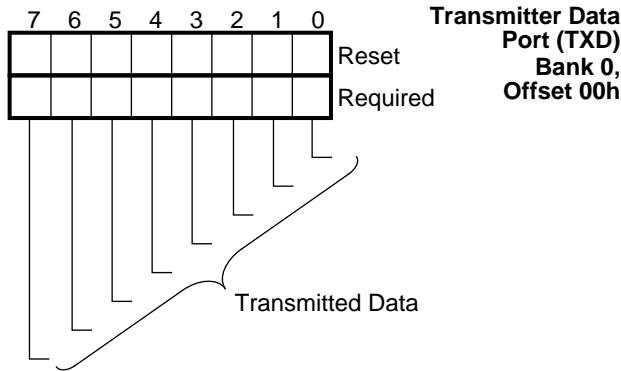 7 6 5 4 3 2 1 0
Reset
Required
Transmitter Data
Port (TXD)
Bank 0,
Offset 00h
Transmitted Data